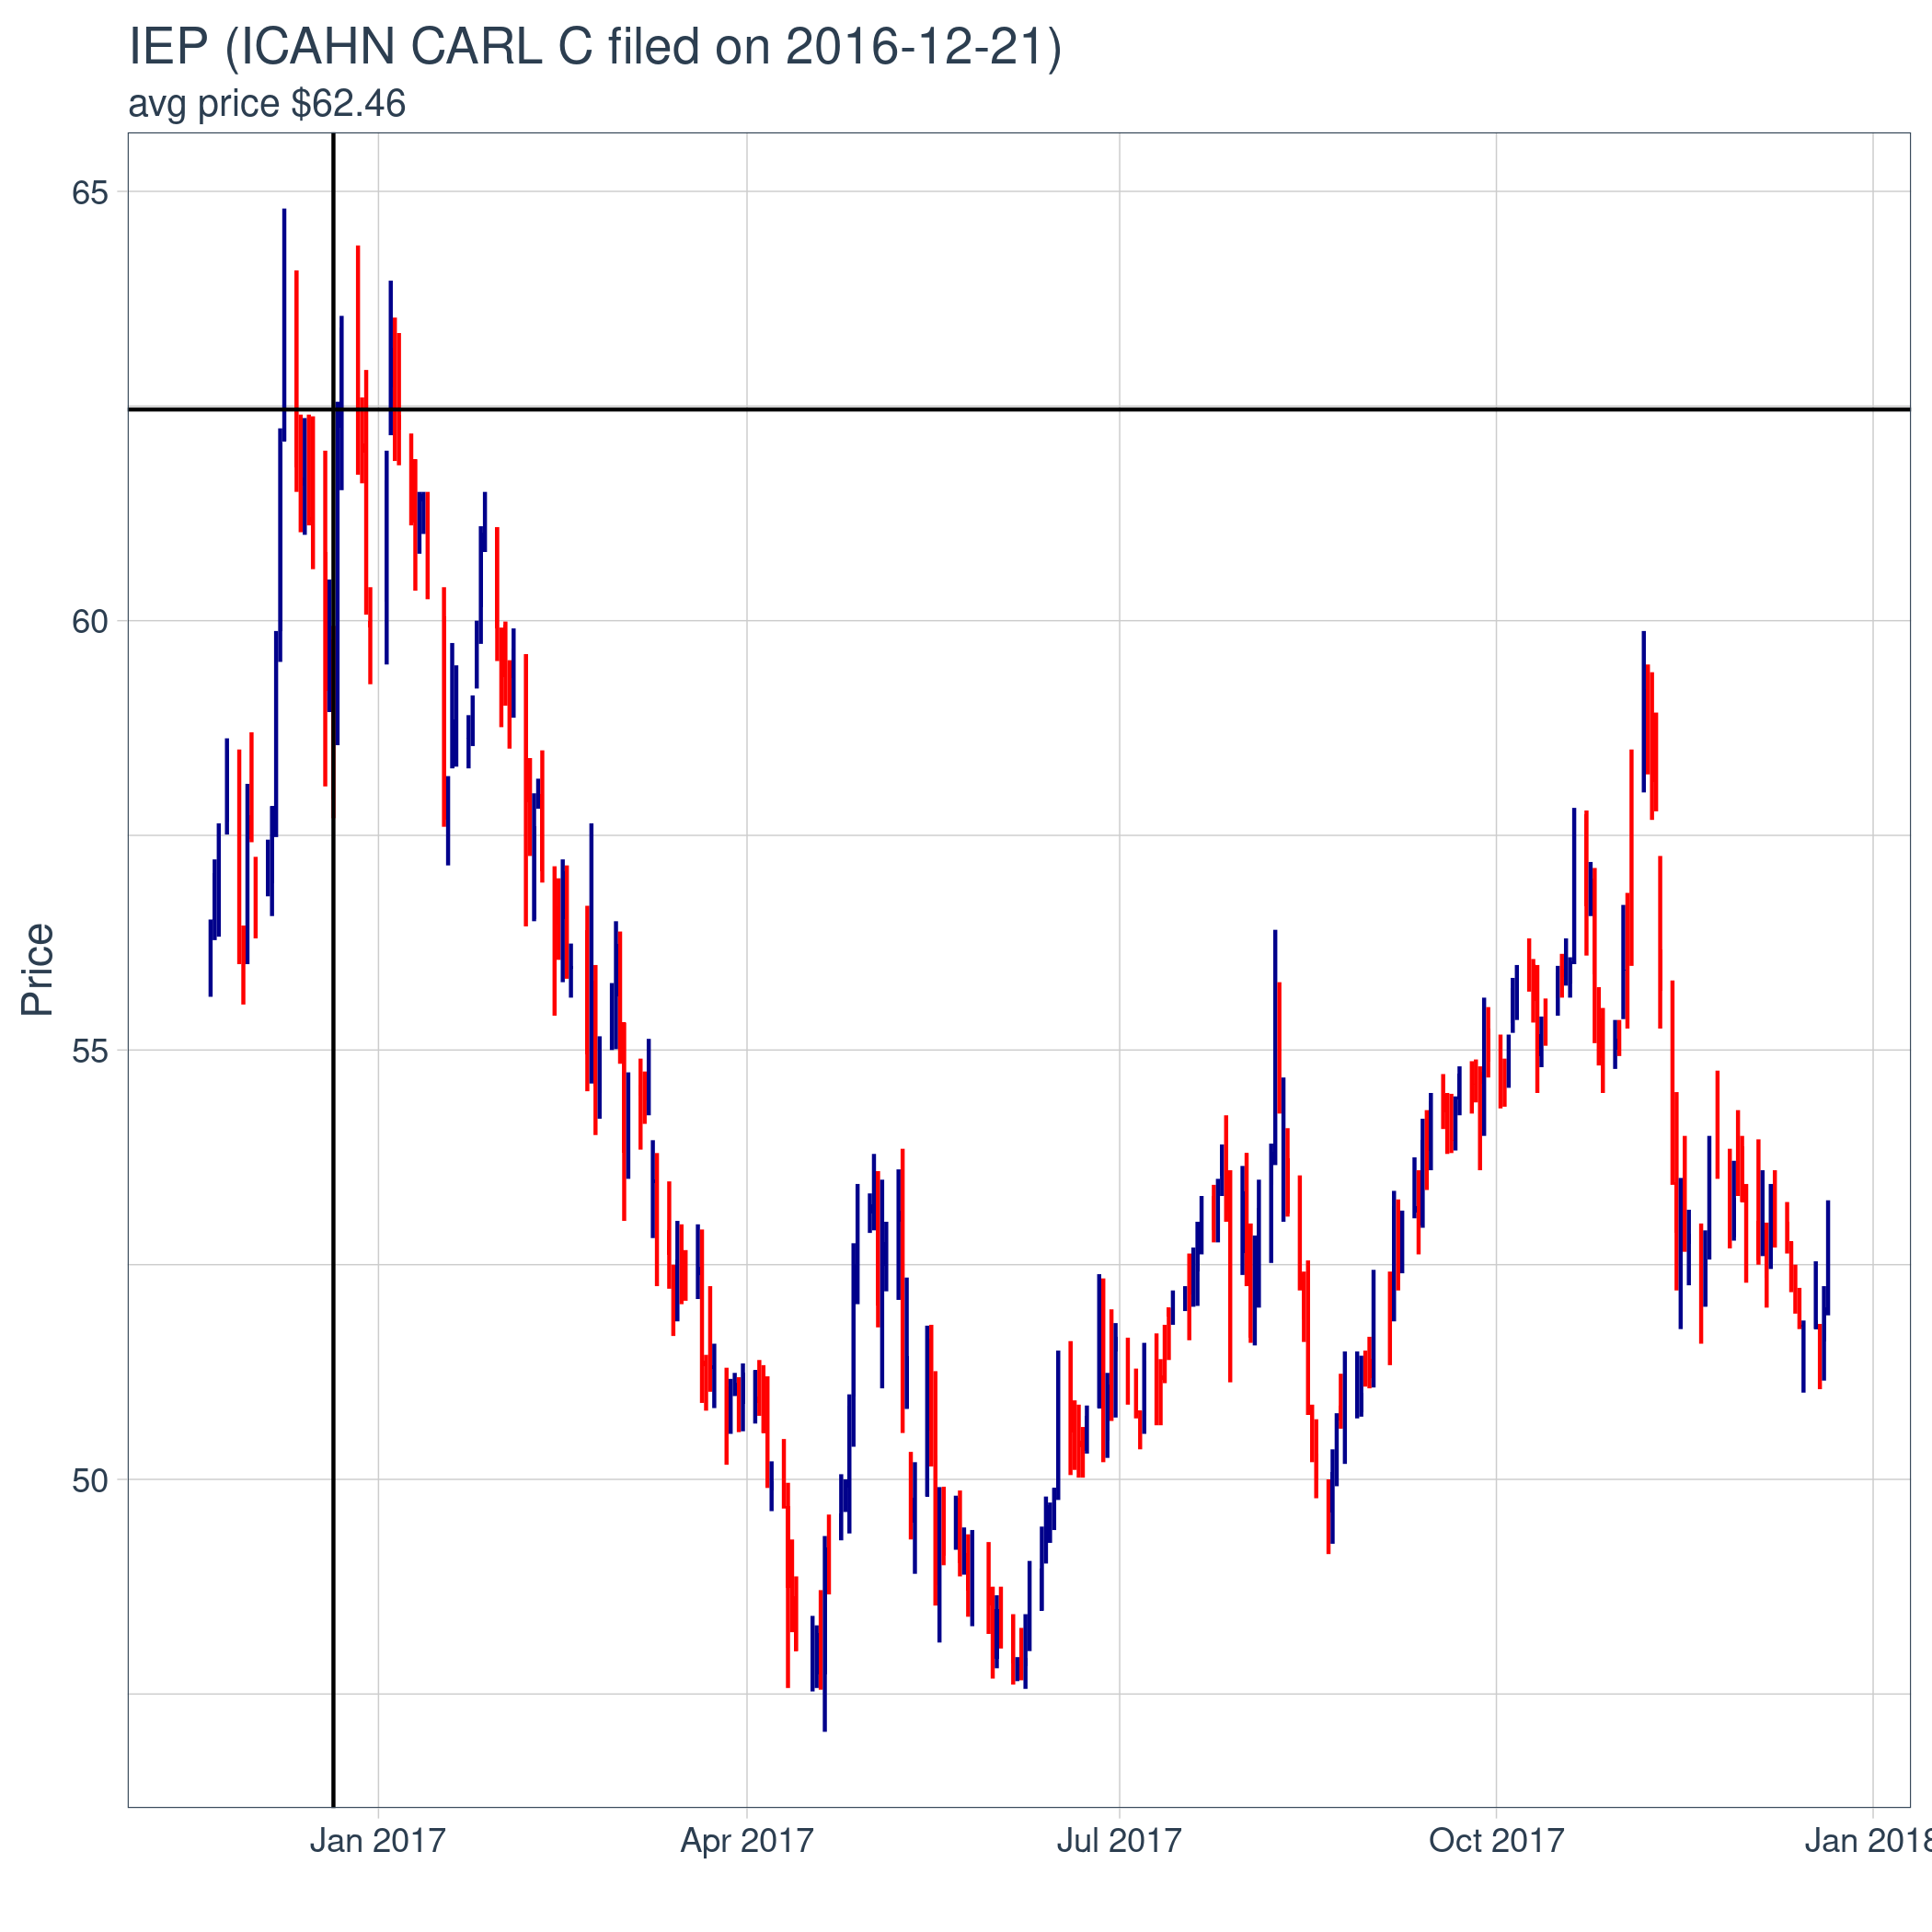 IEP (ICAHN CARL C filed on 2016-12-21)
avg price $62.46
65
60
55
50
Price
Jan 2017
Apr 2017
Jul 2017
Oct 2017
Jan 2018